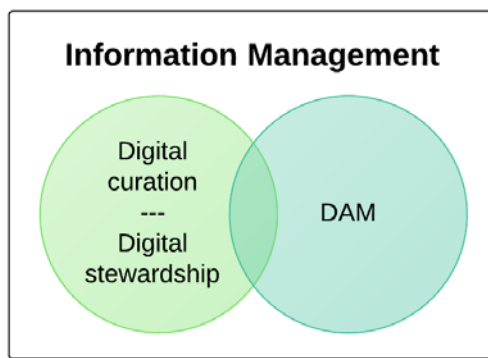 Information Management
Digital
curation
---
Digital
stewardship
DAM